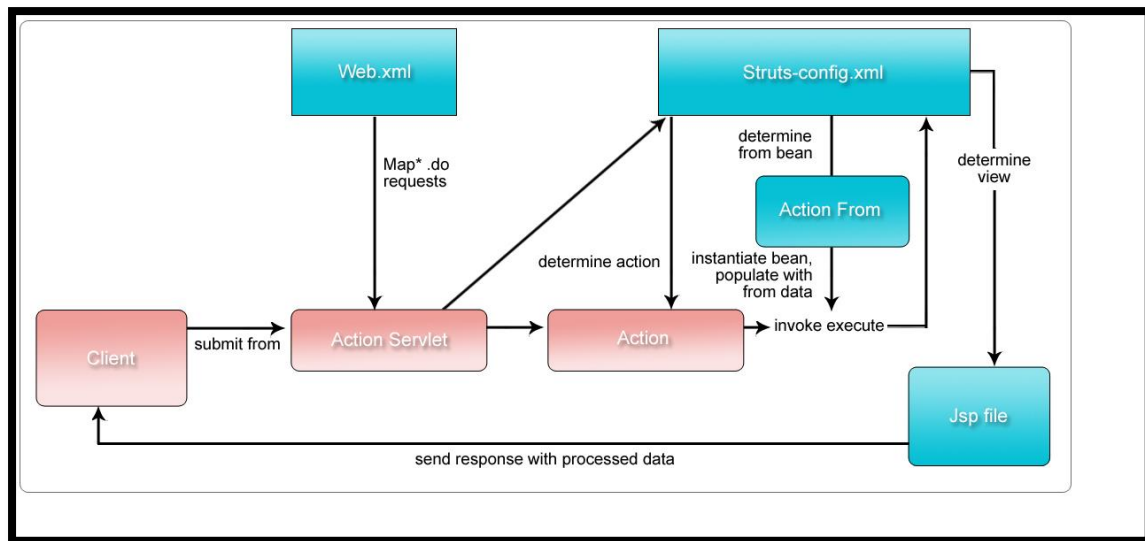 Web.xml
Struts-config.xml
Map* .do
requests
determine
from bean
determine
view
Action From
determine action
instantiate bean,
populate with
from data
Client
submit from
Action Servlet
Action
invoke execute
Jsp file
send response with processed data